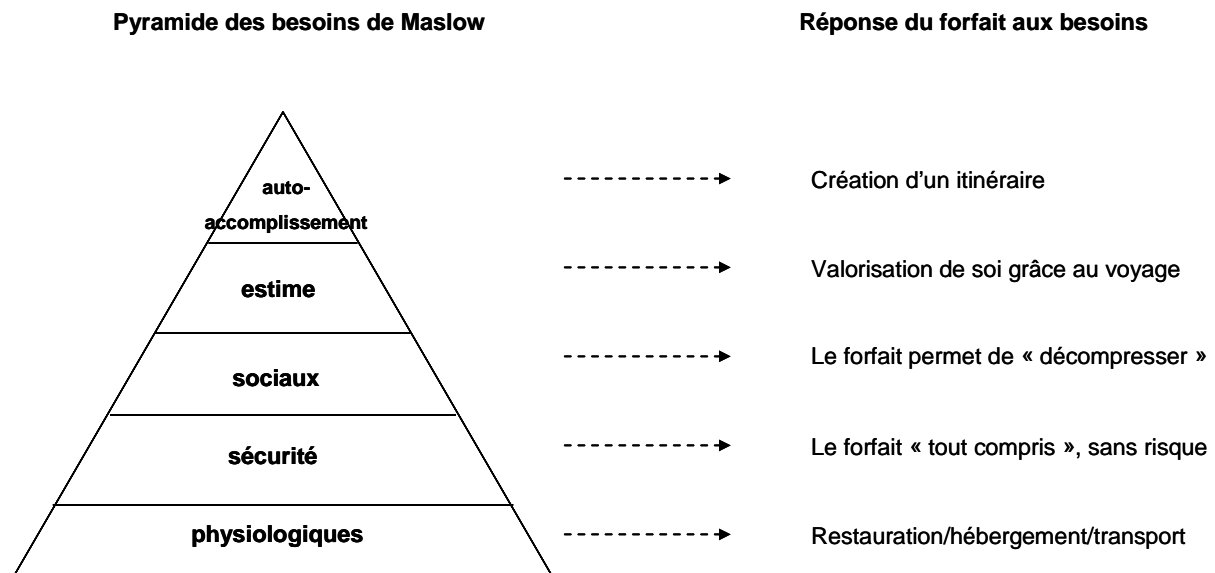 Pyramide des besoins de Maslow
Réponse du forfait aux besoins
auto-
accomplissement
Création d'un itinéraire
estime
Valorisation de soi grâce au voyage
sociaux
Le forfait permet de « décompresser »
sécurité
Le forfait « tout compris », sans risque
physiologiques
Restauration/hébergement/transport